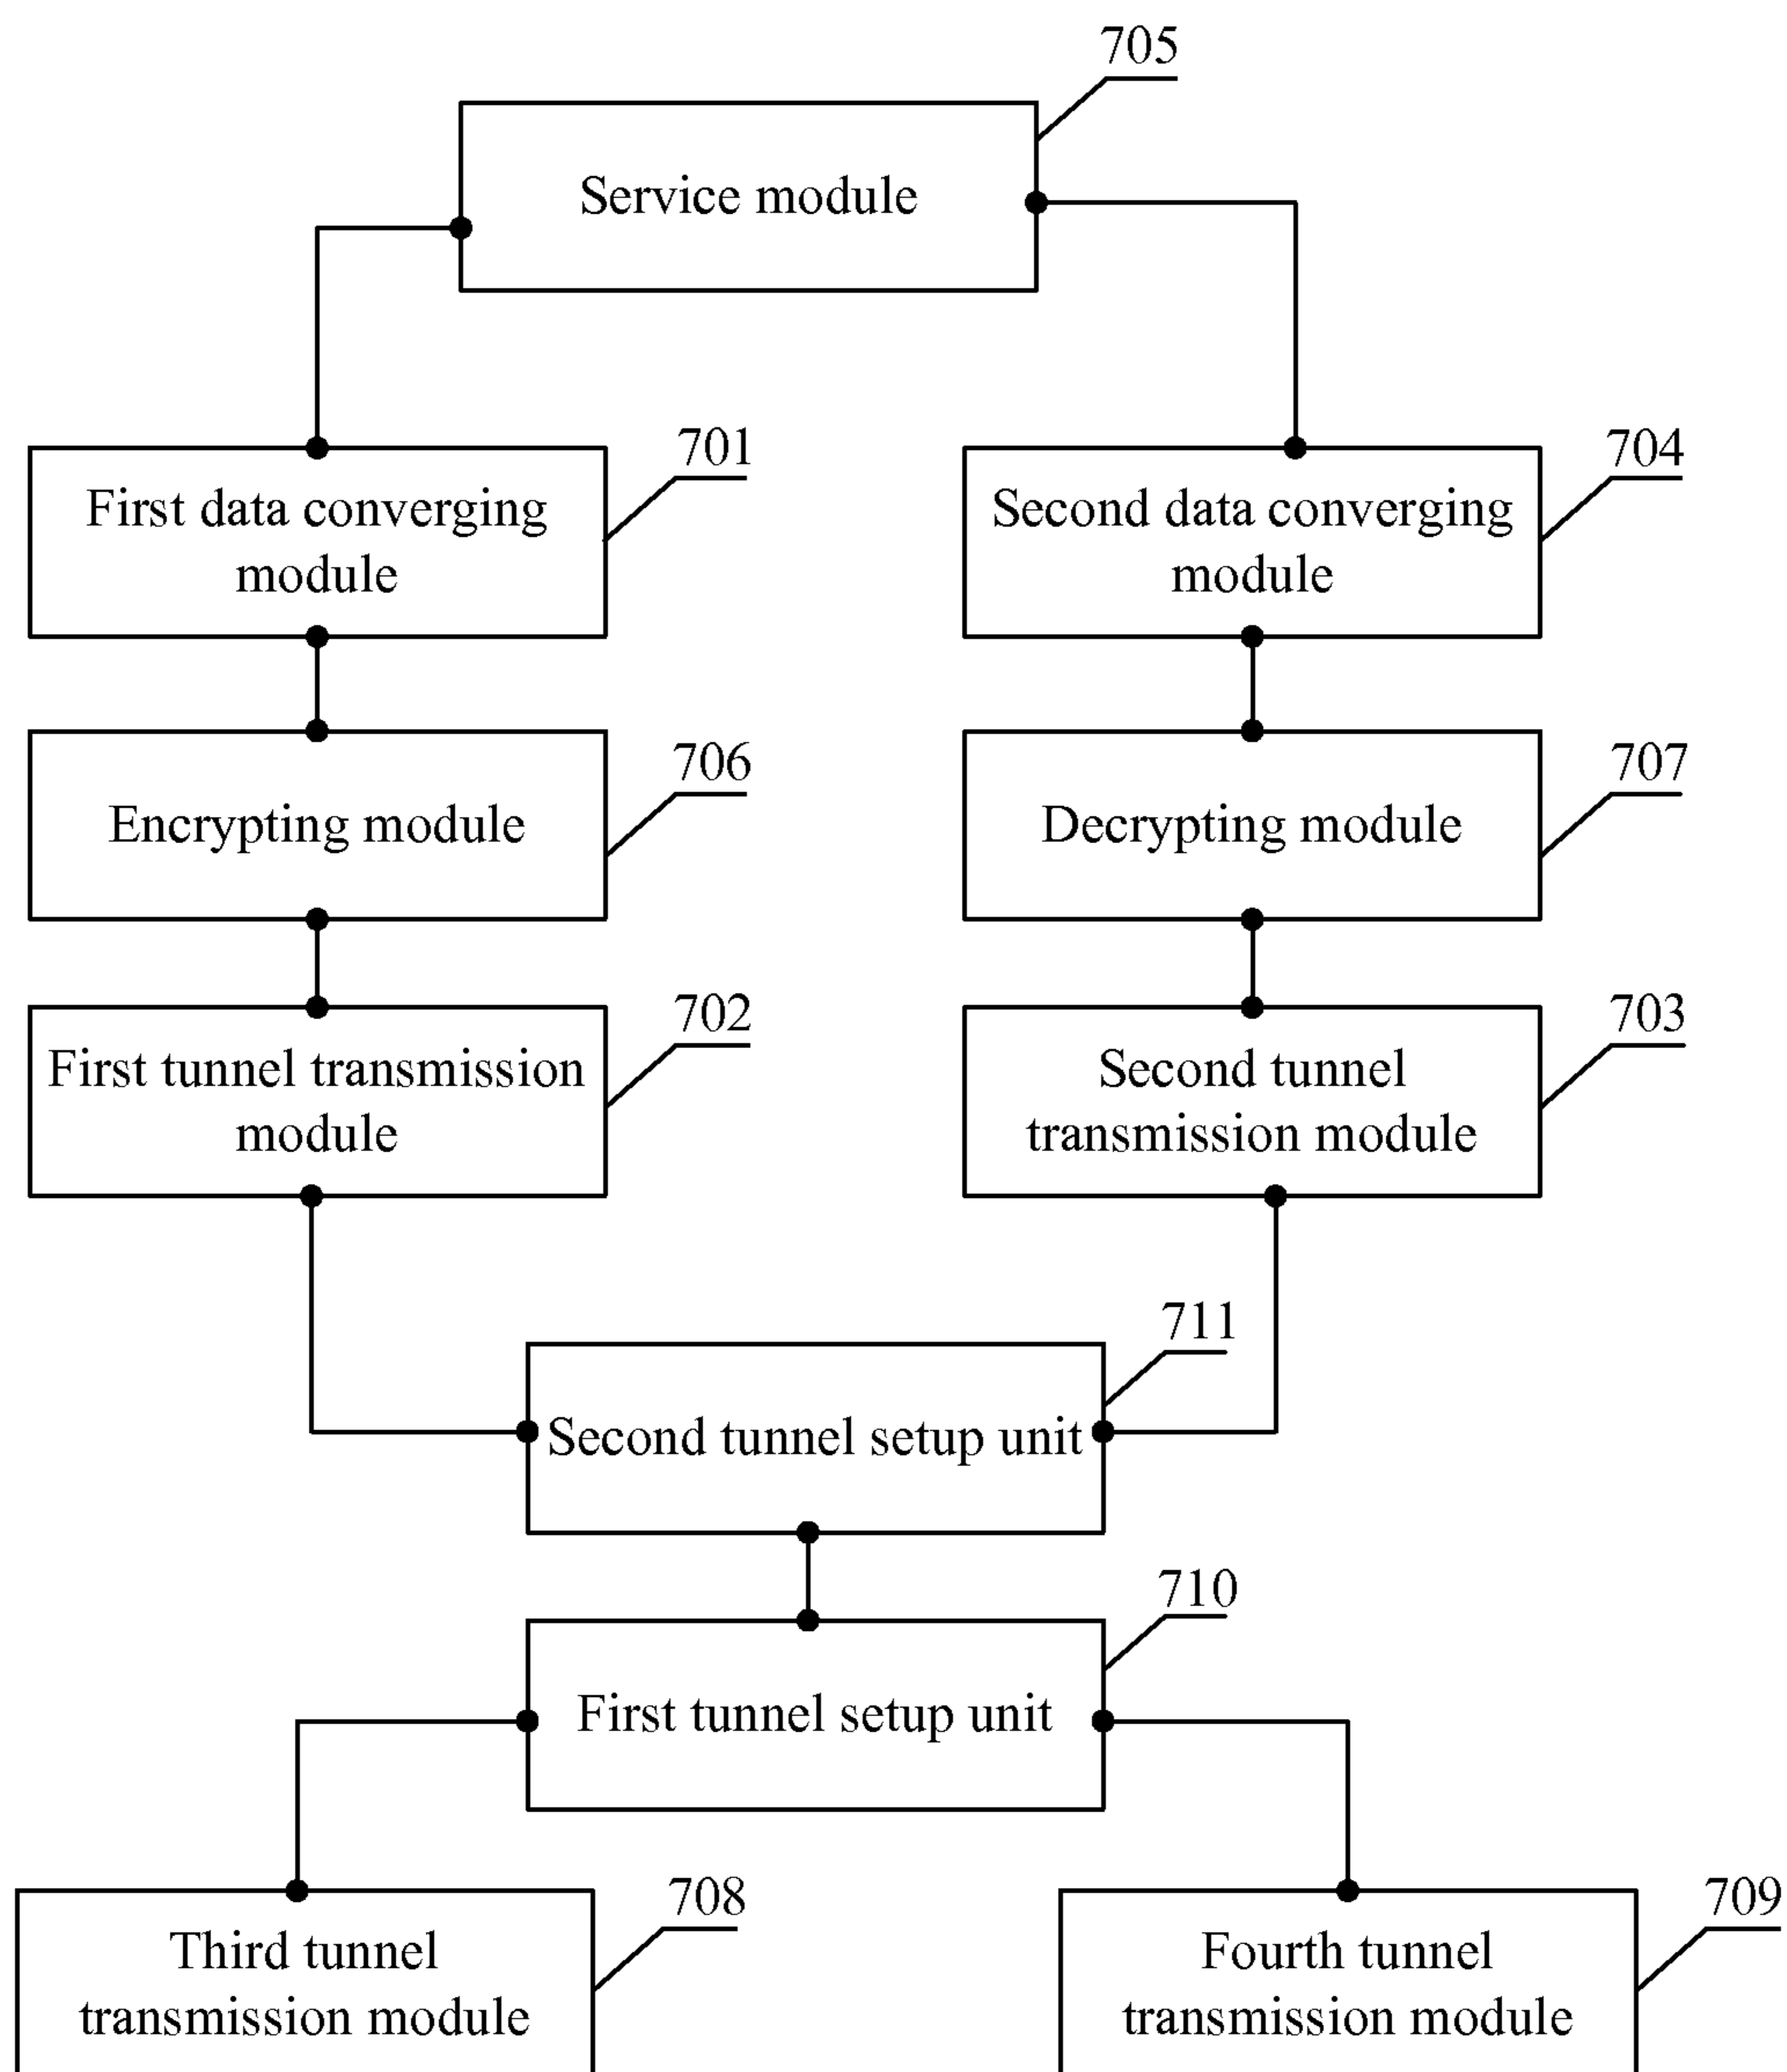 705
Service module
701
First data converging
module
704
Second data converging
module
706
Encrypting module
707
Decrypting module
702
First tunnel transmission
module
703
Second tunnel
transmission module
711
Second tunnel setup unit
710
First tunnel setup unit
708
Third tunnel
transmission module
709
Fourth tunnel
transmission module